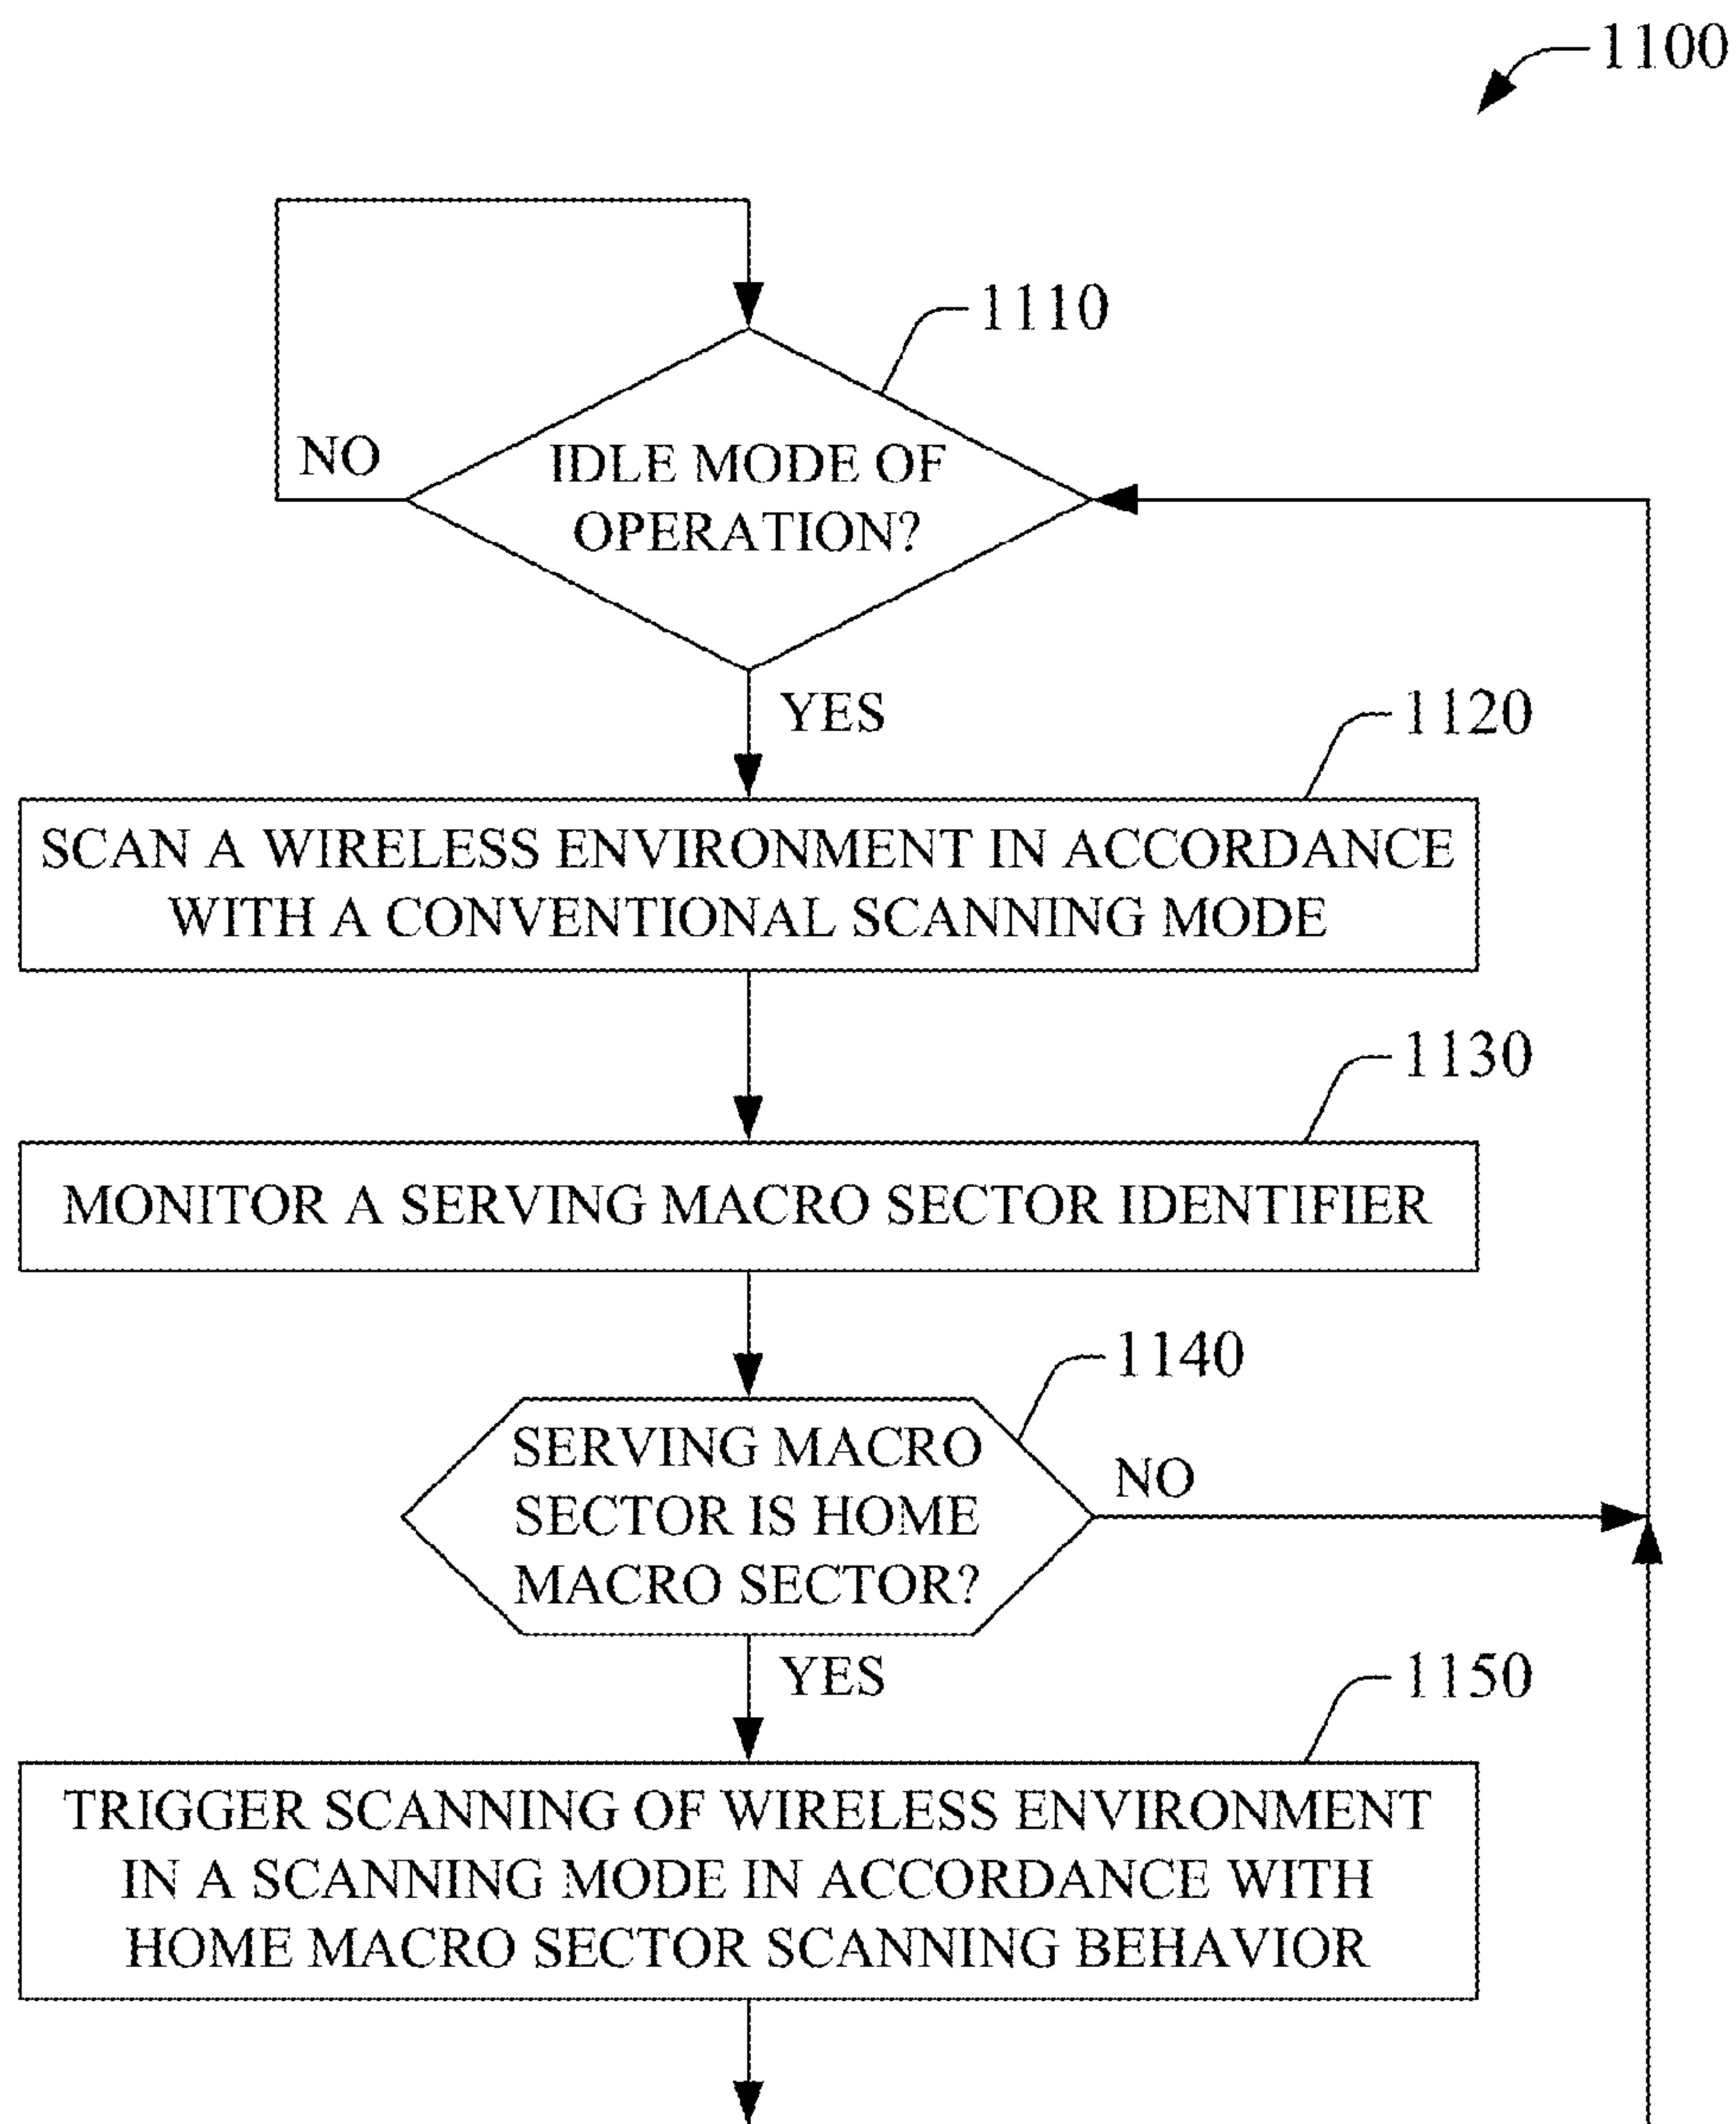 1100
1110
NO
IDLE MODE OF
OPERATION?
YES
1120
SCAN A WIRELESS ENVIRONMENT IN ACCORDANCE
WITH A CONVENTIONAL SCANNING MODE
1130
MONITOR A SERVING MACRO SECTOR IDENTIFIER
1140
SERVING MACRO
SECTOR IS HOME
MACRO SECTOR?
NO
YES
1150
TRIGGER SCANNING OF WIRELESS ENVIRONMENT
IN A SCANNING MODE IN ACCORDANCE WITH
HOME MACRO SECTOR SCANNING BEHAVIOR